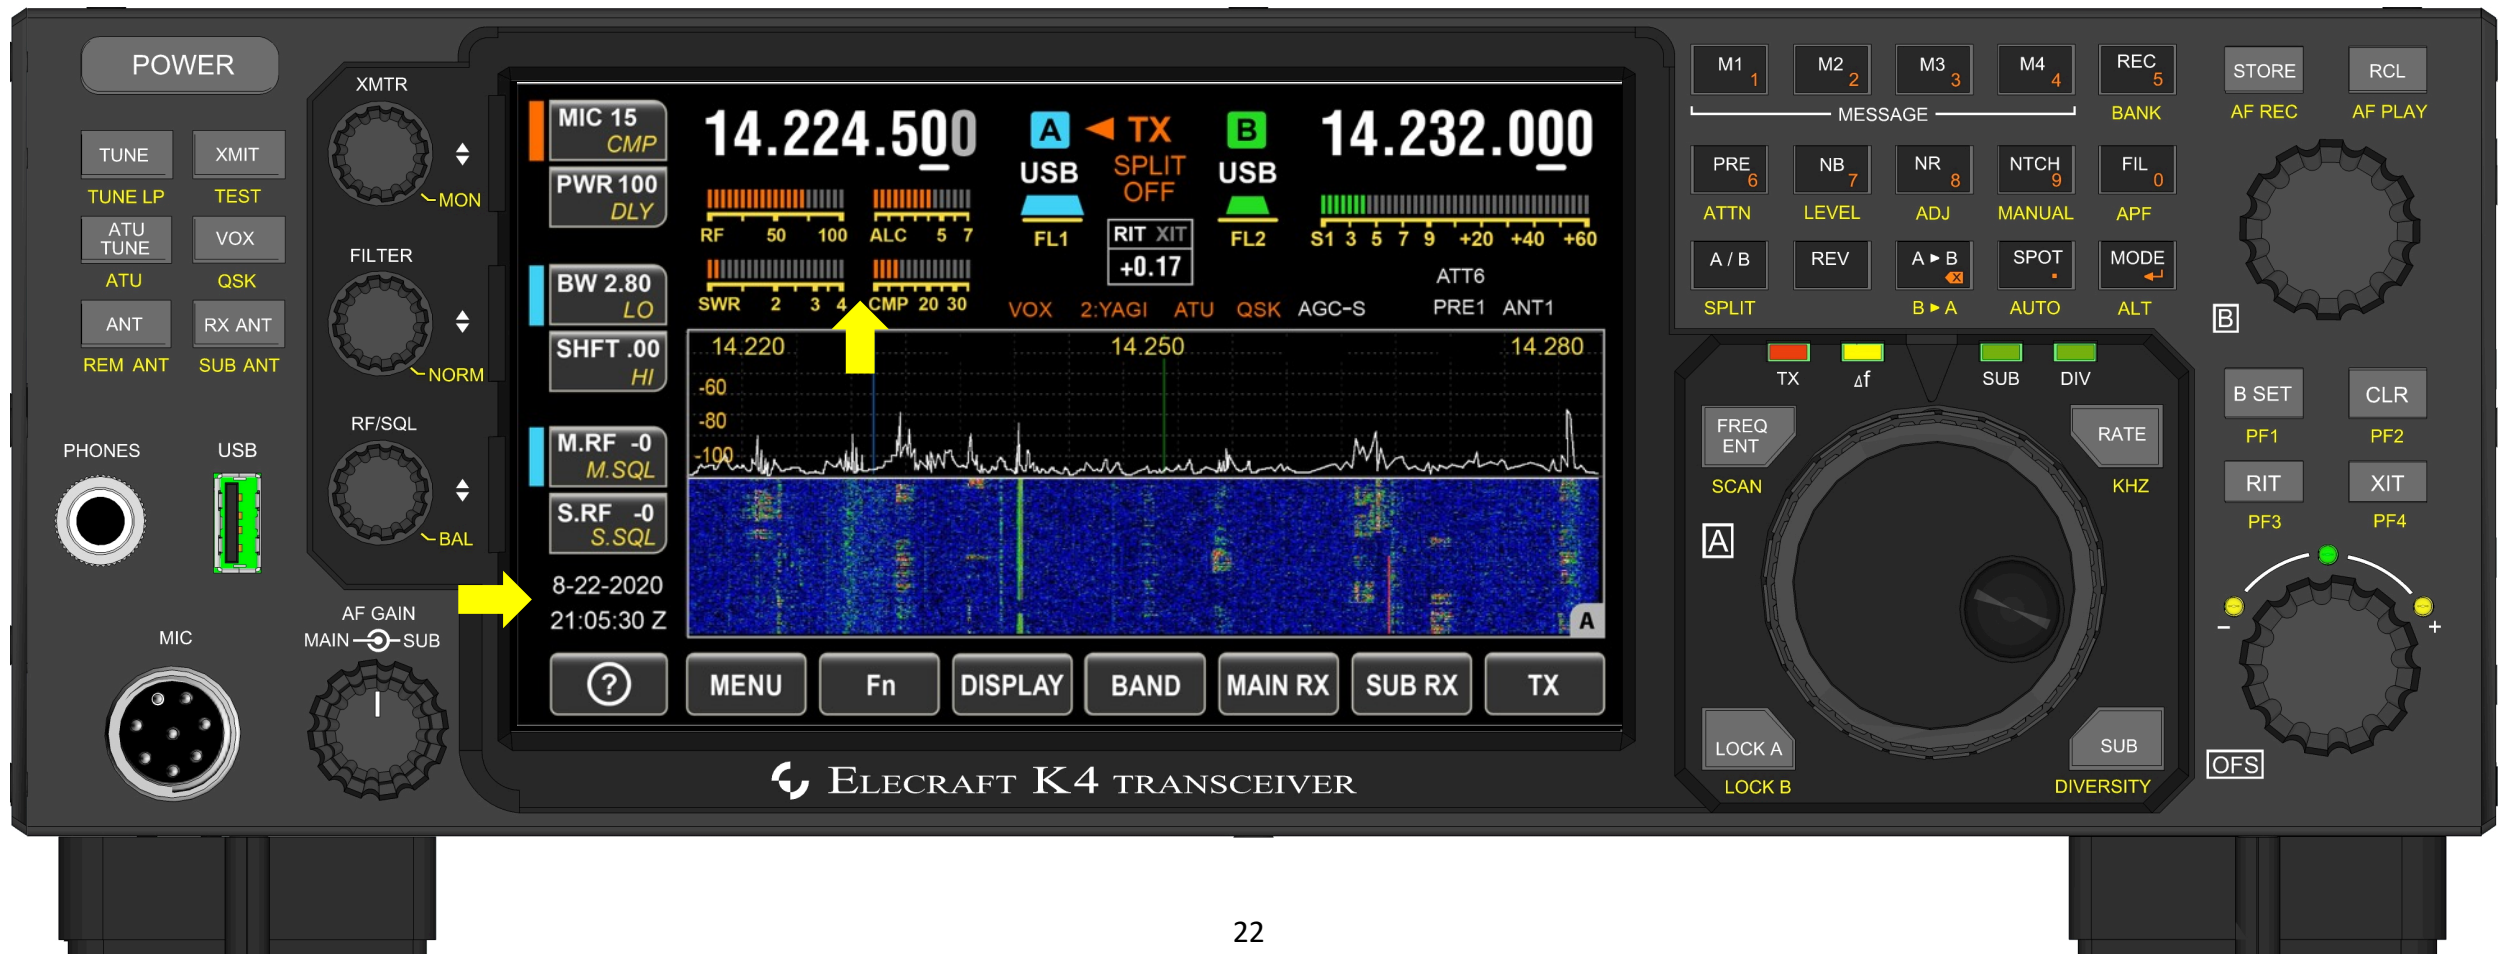 POWER
TUNE
XMIT
TUNE LP
TEST
ATU
TUNE
VOX
ATU
QSK
ANT
RX ANT
REM ANT
SUB ANT
PHONES
USB
MIC
XMTR
MON
FILTER
NORM
RF/SQL
BAL
AF GAIN
MAIN
SUB
MIC 15
CMP
PWR 100
DLY
BW 2.80
LO
SHFT .00
HI
M.RF -0
M.SQL
S.RF -0
S.SQL
8-22-2020
21:05:30 Z
14.224.500
A
TX
B
14.232.000
USB
SPLIT
OFF
USB
RF 50 100
ALC 5 7
FL1
RIT XIT
+0.17
FL2
S1 3 5 7 9 +20 +40 +60
SWR 2 3 4
CMP 20 30
ATT6
VOX 2:YAGI ATU QSK AGC-S
PRE1 ANT1
14.220
14.250
14.280
-60
-80
-100
A
?
MENU
Fn
DISPLAY
BAND
MAIN RX
SUB RX
TX
ELECRAFT K4 TRANSCEIVER
M1 1
M2 2
M3 3
M4 4
REC 5
MESSAGE
BANK
PRE 6
NB 7
NR 8
NTCH 9
FIL 0
ATTN
LEVEL
ADJ
MANUAL
APF
A / B
REV
A ▸ B
SPOT
MODE
SPLIT
B ▸ A
AUTO
ALT
STORE
RCL
AF REC
AF PLAY
B
TX
Δf
SUB
DIV
FREQ
ENT
RATE
SCAN
KHZ
A
LOCK A
SUB
LOCK B
DIVERSITY
B SET
CLR
PF1
PF2
RIT
XIT
PF3
PF4
− +
OFS
22